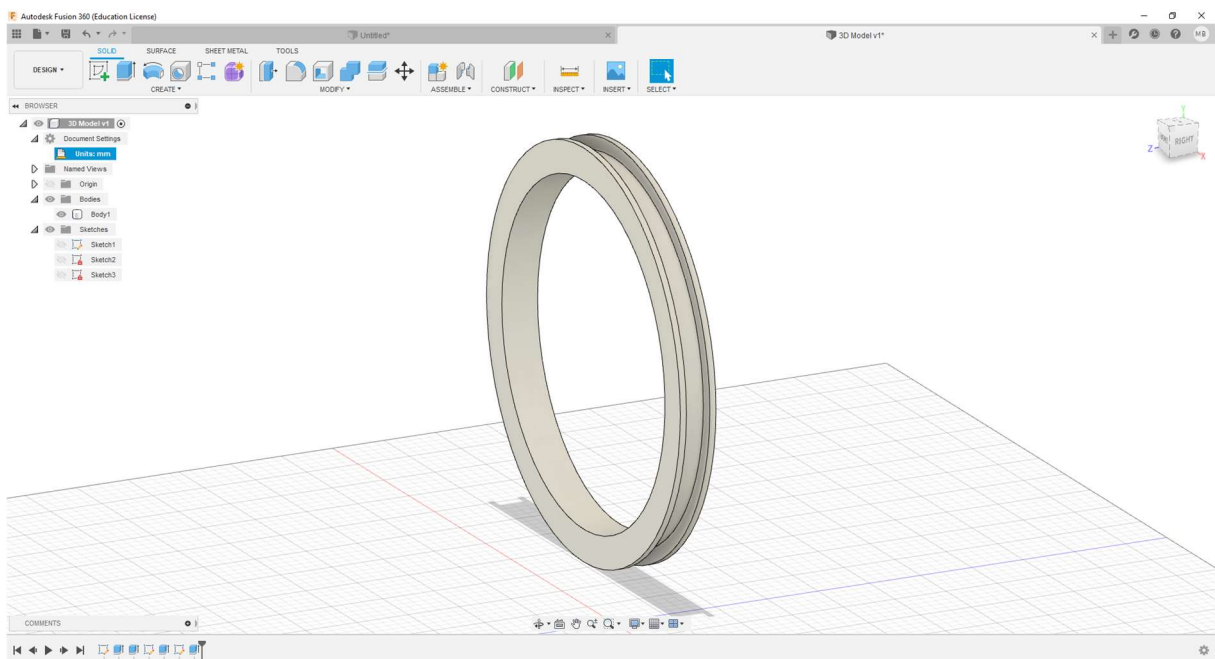 Autodesk Fusion 360 (Education License)
Untitled*
3D Model v1*
MB
SOLID SURFACE SHEET METAL TOOLS
DESIGN
CREATE MODIFY ASSEMBLE CONSTRUCT INSPECT INSERT SELECT
BROWSER
3D Model v1
Document Settings
Units: mm
Named Views
Origin
Bodies
Body1
Sketches
Sketch1
Sketch2
Sketch3
Y
RIGHT
Z
X
COMMENTS